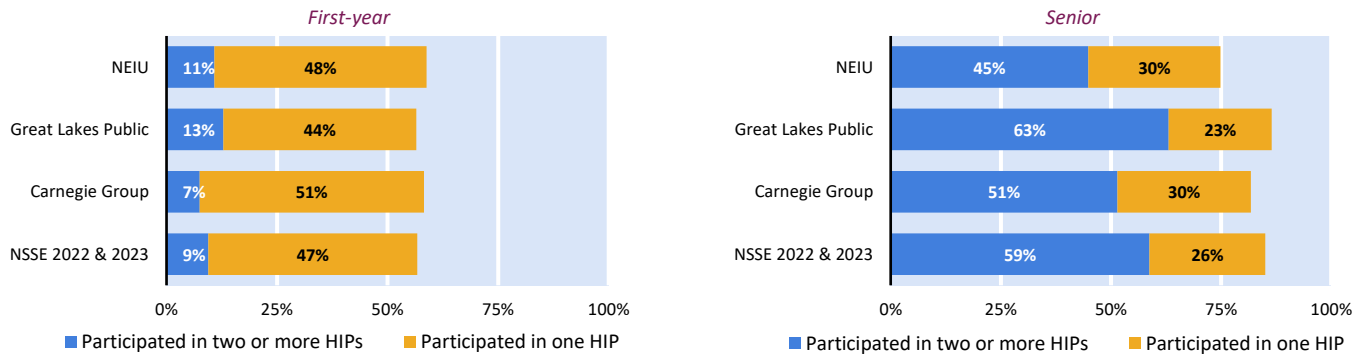 First-year
NEIU 11% 48%
Great Lakes Public 13% 44%
Carnegie Group 7% 51%
NSSE 2022 & 2023 9% 47%
0% 25% 50% 75% 100%
Participated in two or more HIPs Participated in one HIP
Senior
NEIU 45% 30%
Great Lakes Public 63% 23%
Carnegie Group 51% 30%
NSSE 2022 & 2023 59% 26%
0% 25% 50% 75% 100%
Participated in two or more HIPs Participated in one HIP